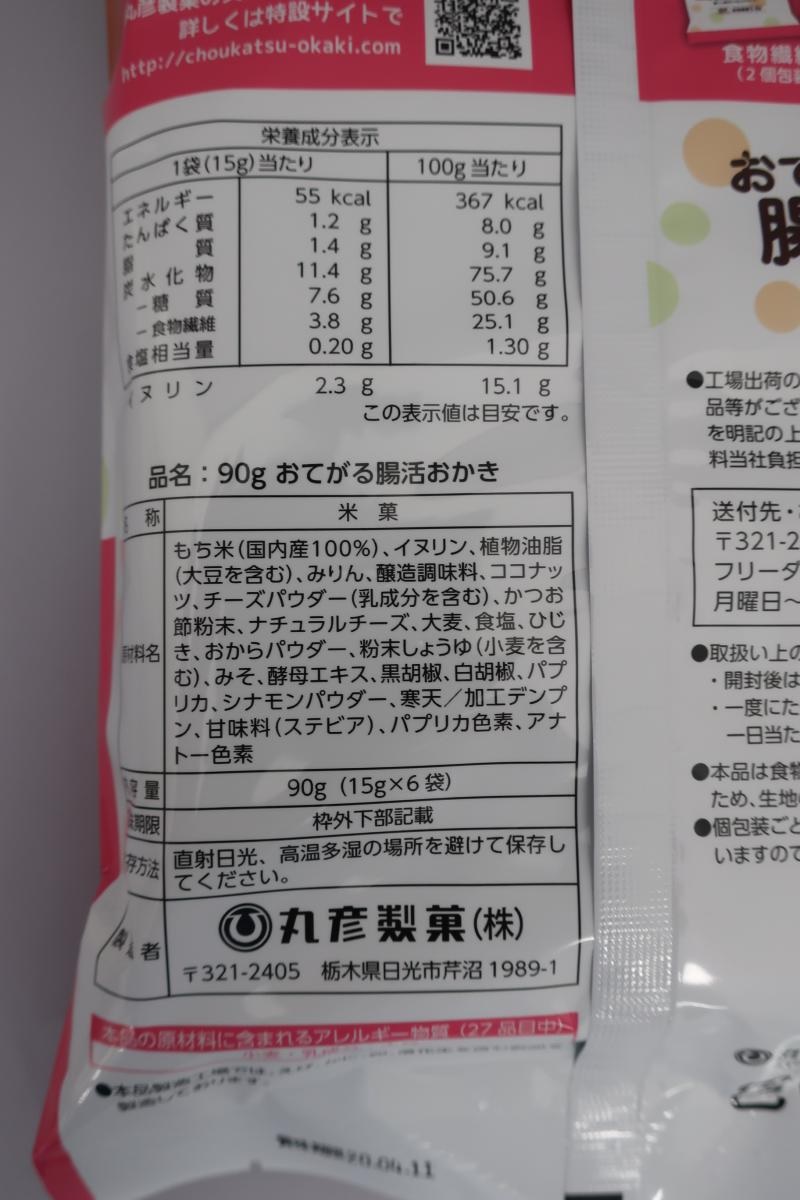 詳しくは特設サイトで
http://choukatsu-okaki.com
栄養成分表示
1袋(15g)当たり 100g当たり
エネルギー 55 kcal 367 kcal
たんぱく質 1.2 g 8.0 g
脂質 1.4 g 9.1 g
炭水化物 11.4 g 75.7 g
－糖質 7.6 g 50.6 g
－食物繊維 3.8 g 25.1 g
食塩相当量 0.20 g 1.30 g
イヌリン 2.3 g 15.1 g
この表示値は目安です。
品名：90g おてがる腸活おかき
称 米菓
原材料名 もち米(国内産100%)、イヌリン、植物油脂
(大豆を含む)、みりん、醸造調味料、ココナッ
ツ、チーズパウダー(乳成分を含む)、かつお
節粉末、ナチュラルチーズ、大麦、食塩、ひじ
き、おからパウダー、粉末しょうゆ(小麦を含
む)、みそ、酵母エキス、黒胡椒、白胡椒、パプ
リカ、シナモンパウダー、寒天／加工デンプ
ン、甘味料(ステビア)、パプリカ色素、アナ
トー色素
容量 90g（15g×6袋）
期限 枠外下部記載
存方法 直射日光、高温多湿の場所を避けて保存し
てください。
製造者 丸彦製菓(株)
〒321-2405 栃木県日光市芹沼1989-1
本品の原材料に含まれるアレルギー物質（27品目中）
20.04.11
食物繊
(2個包装
おて
腸
●工場出荷の
品等がござ
を明記の上
料当社負担
送付先・
〒321-2
フリーダ
月曜日～
●取扱い上の
・開封後は
・一度にた
一日当た
●本品は食物
ため、生地
●個包装ごと
いますので